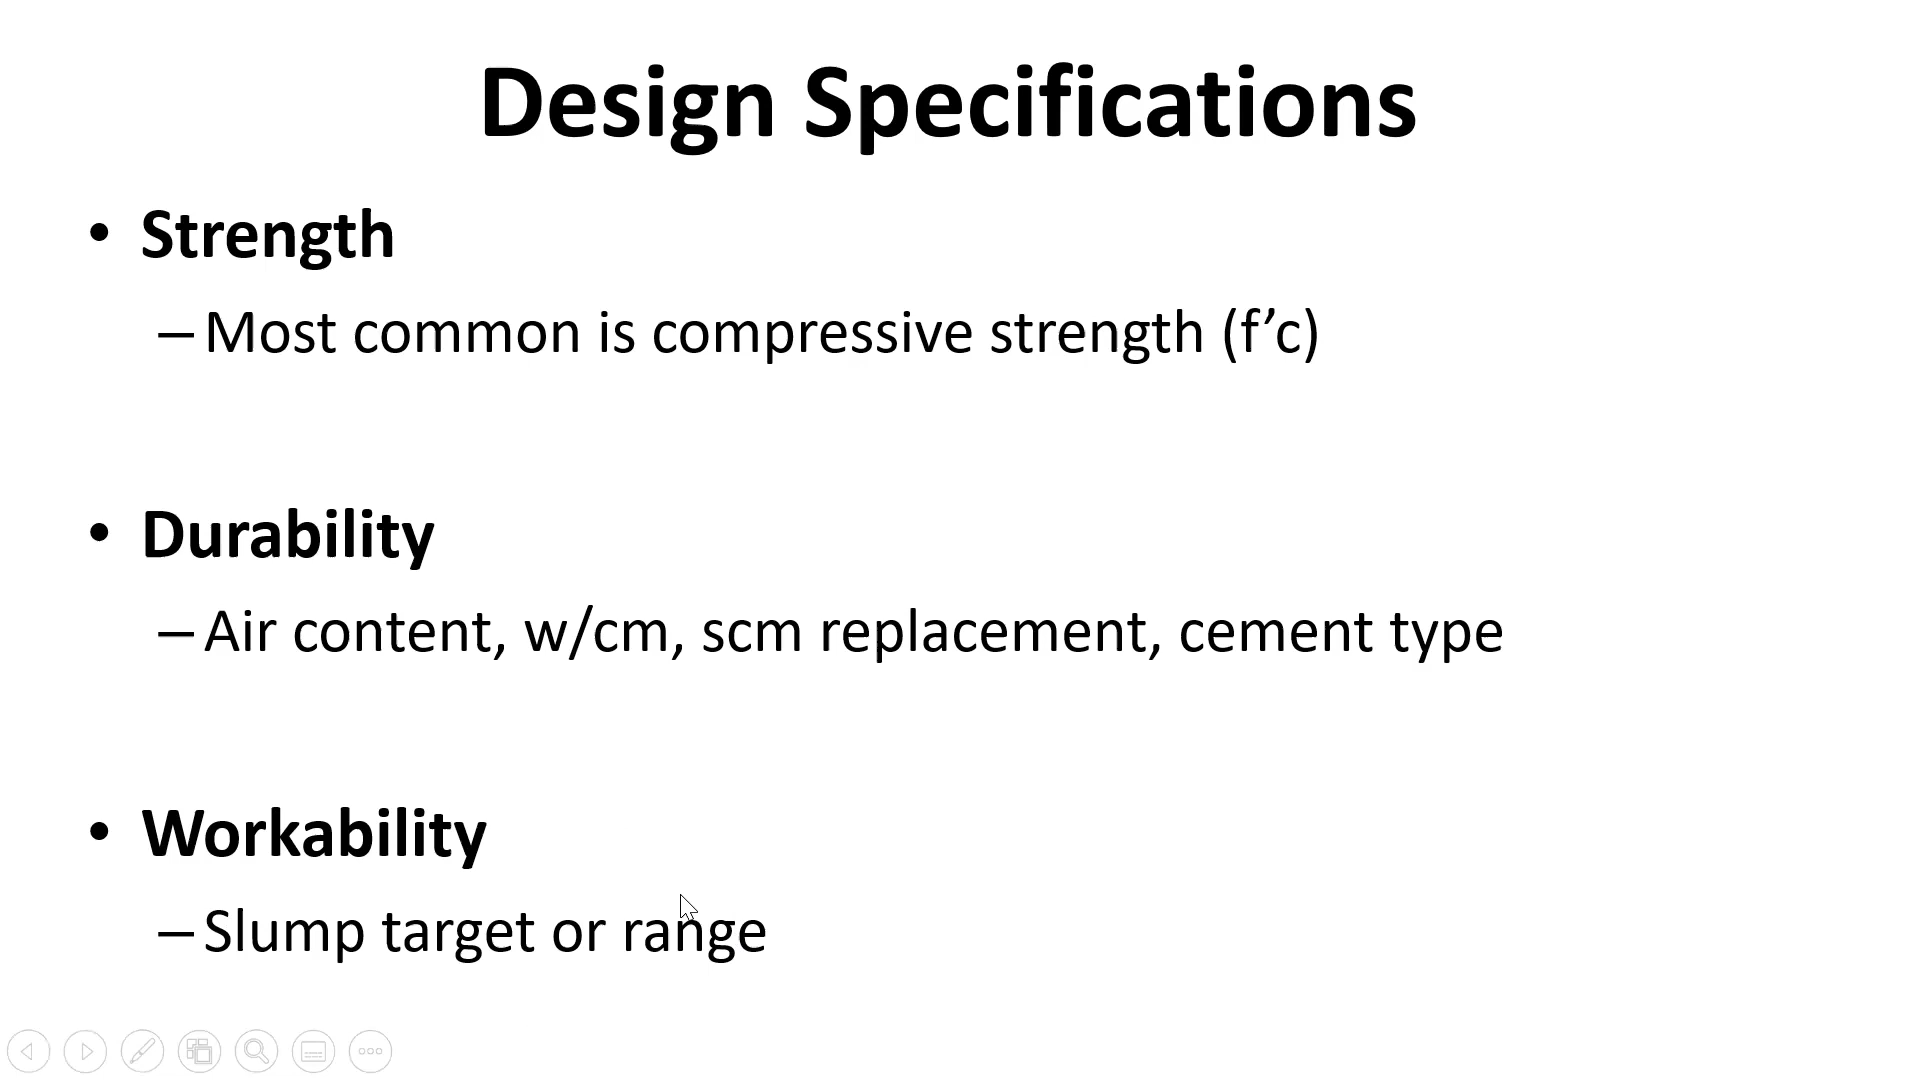 Design Specifications
• Strength
– Most common is compressive strength (f’c)
• Durability
– Air content, w/cm, scm replacement, cement type
• Workability
– Slump target or range